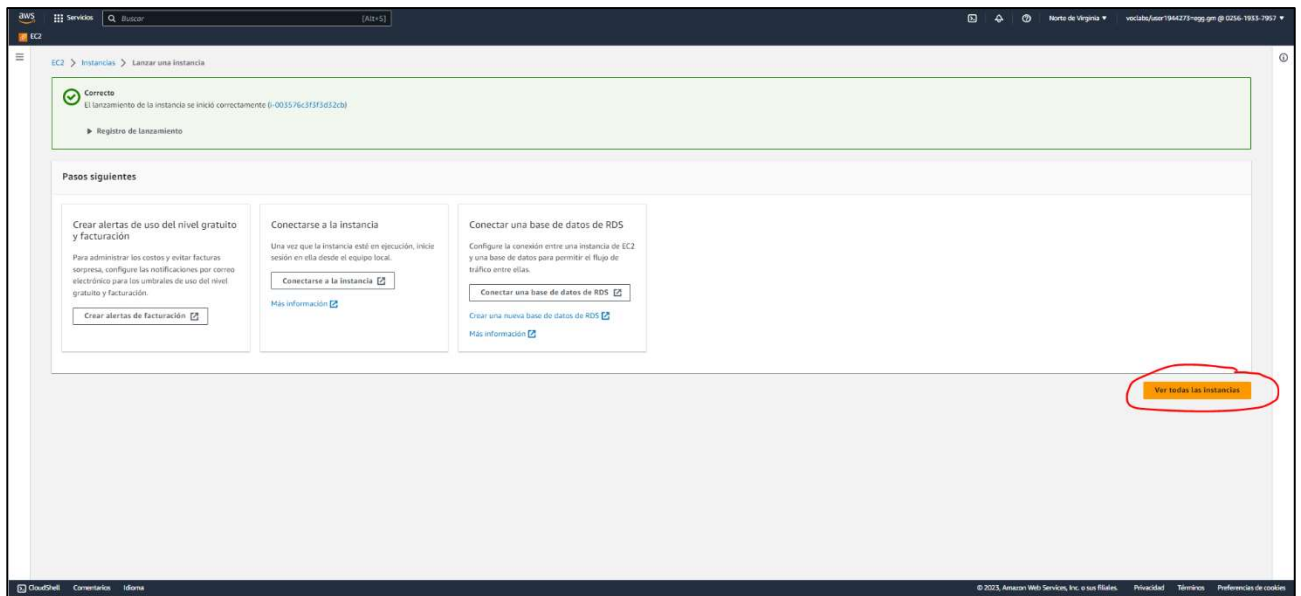 aws
Servicios
Buscar
[Alt+S]
Norte de Virginia
voclabs/user1944273=egg.gm @ 0256-1933-7957
EC2
EC2 > Instancias > Lanzar una instancia
Correcto
El lanzamiento de la instancia se inició correctamente (i-003576c3f3f3d32cb)
Registro de lanzamiento
Pasos siguientes
Crear alertas de uso del nivel gratuito
y facturación
Para administrar los costos y evitar facturas
sorpresa, configure las notificaciones por correo
electrónico para los umbrales de uso del nivel
gratuito y facturación.
Crear alertas de facturación
Conectarse a la instancia
Una vez que la instancia esté en ejecución, inicie
sesión en ella desde el equipo local.
Conectarse a la instancia
Más información
Conectar una base de datos de RDS
Configure la conexión entre una instancia de EC2
y una base de datos para permitir el flujo de
tráfico entre ellas.
Conectar una base de datos de RDS
Crear una nueva base de datos de RDS
Más información
Ver todas las instancias
CloudShell
Comentarios
Idioma
© 2023, Amazon Web Services, Inc. o sus filiales.
Privacidad
Términos
Preferencias de cookies